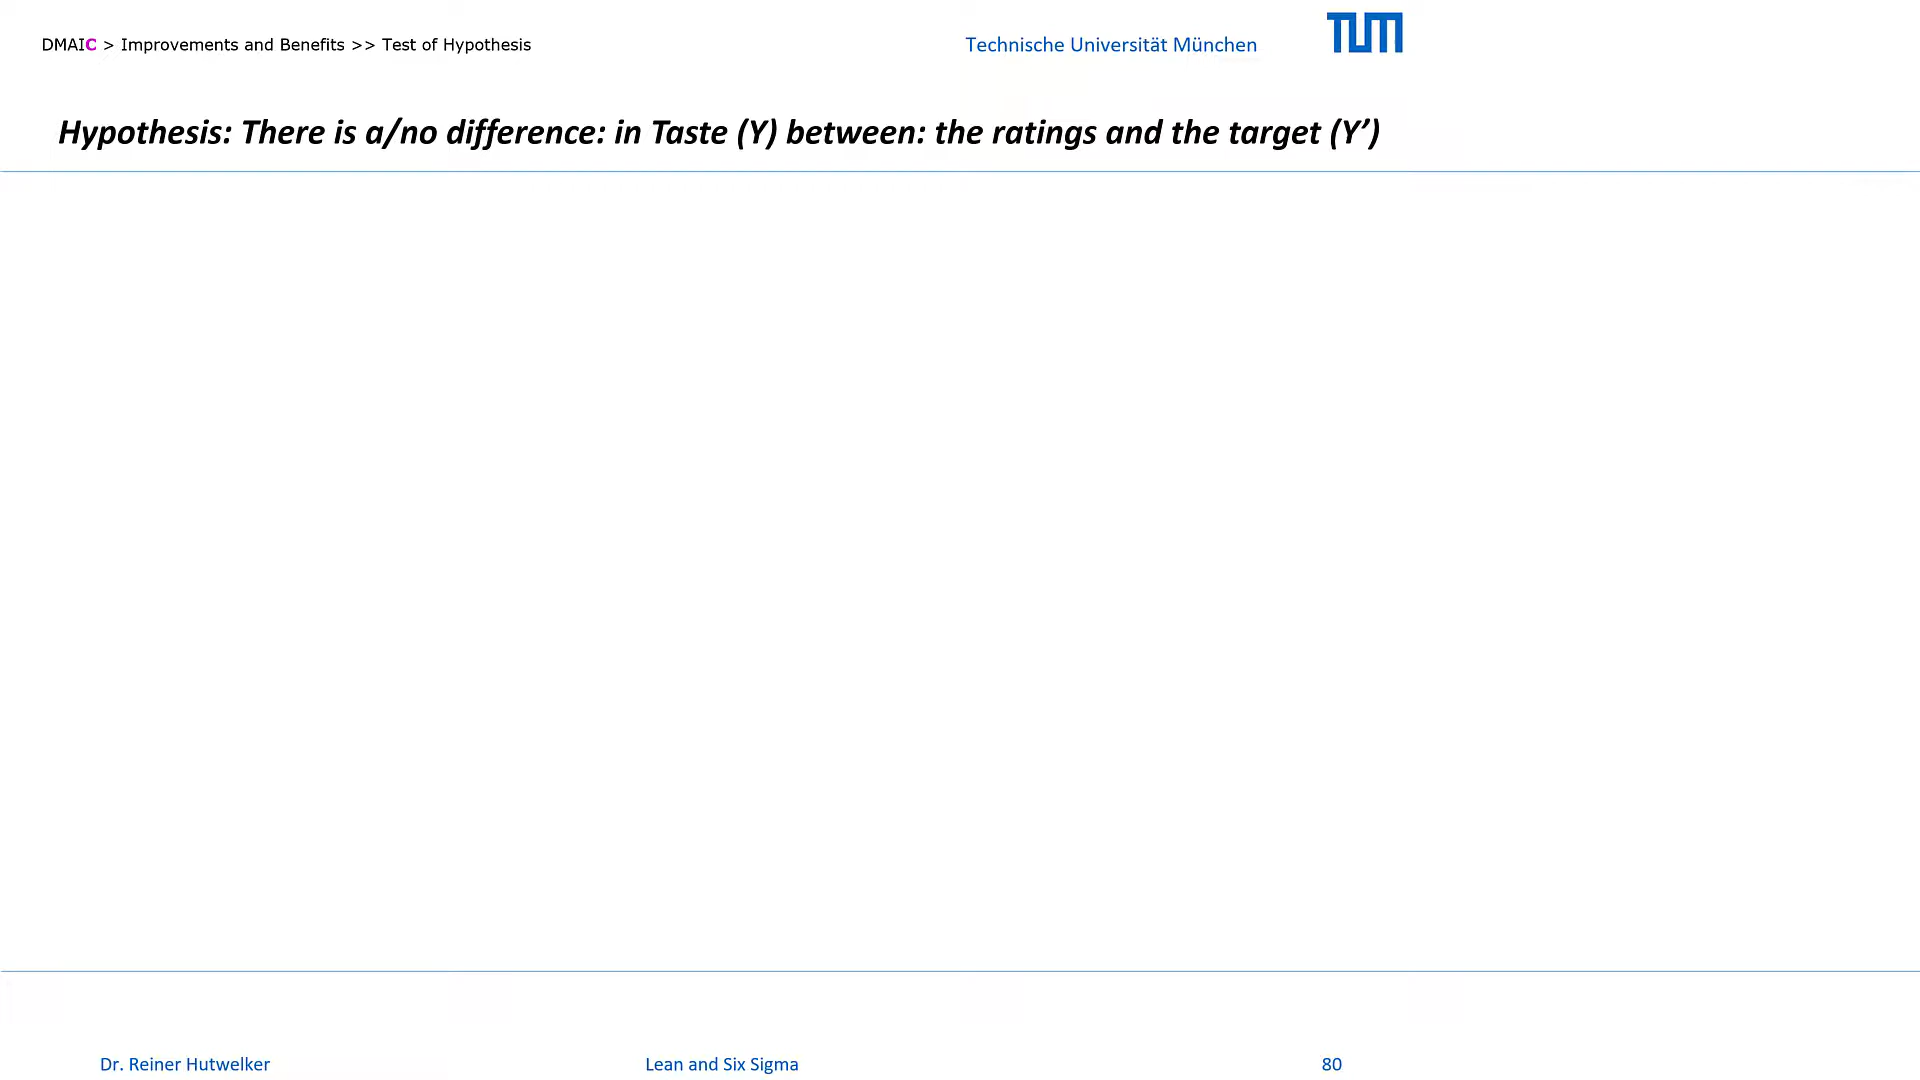 DMAIC > Improvements and Benefits >> Test of Hypothesis
Technische Universität München
TUM
Hypothesis: There is a/no difference: in Taste (Y) between: the ratings and the target (Y’)
Dr. Reiner Hutwelker
Lean and Six Sigma
80